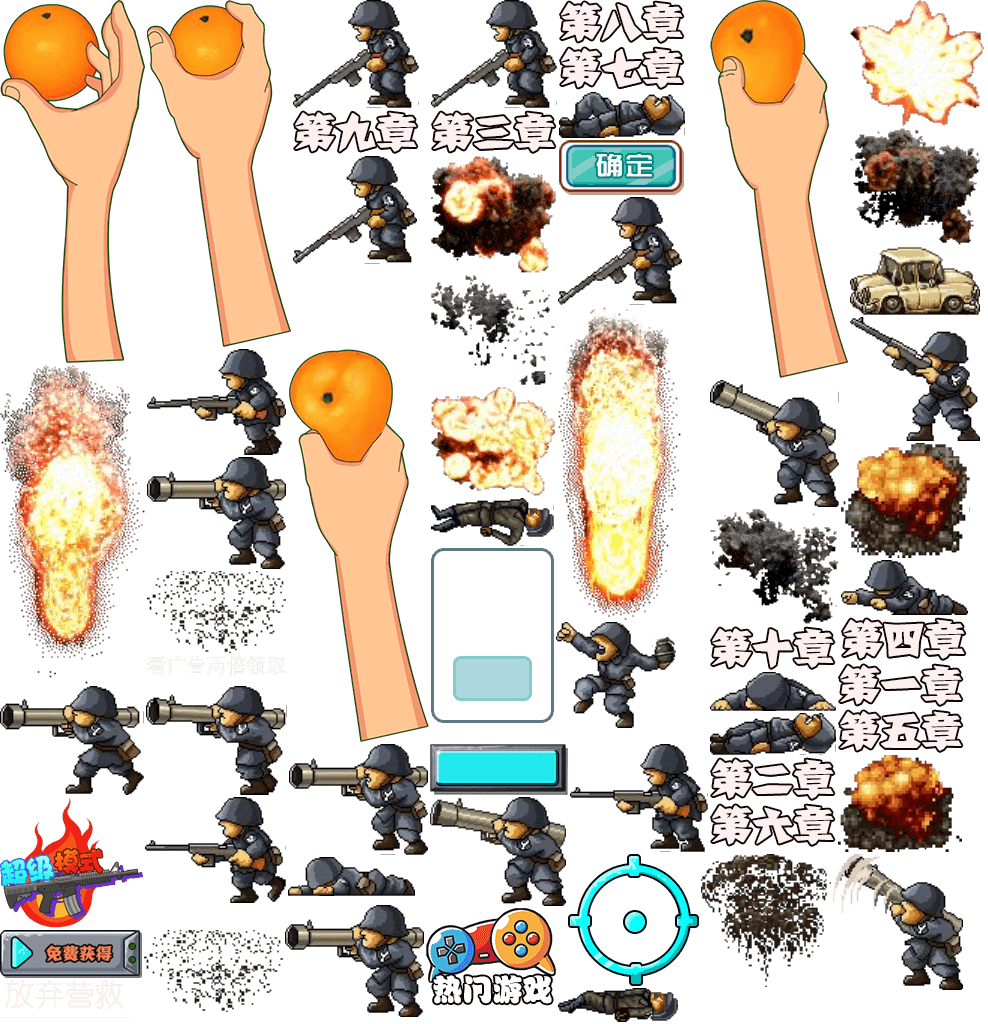 第八章
第七章
第九章
第三章
确定
看广告两倍领取
第十章
第四章
第一章
第五章
第二章
第六章
超级模式
免费获得
放弃营救
热门游戏